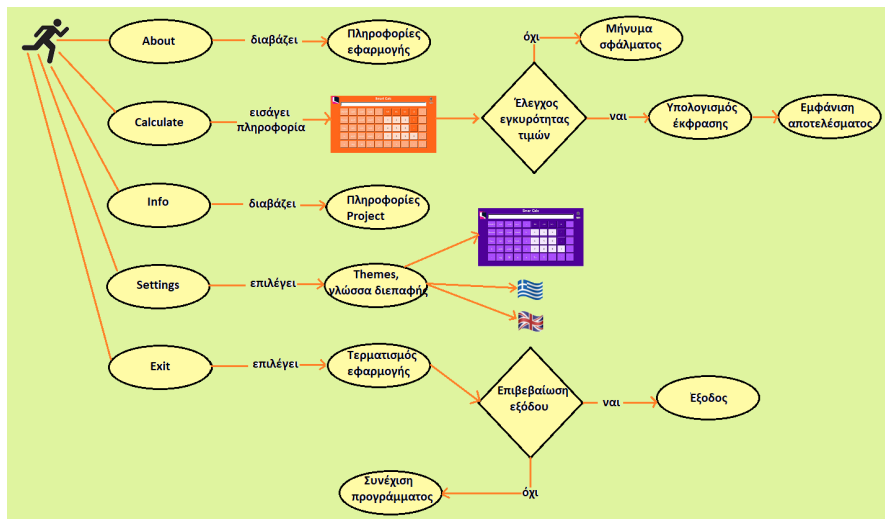 About
διαβάζει
Πληροφορίες
εφαρμογής
όχι
Μήνυμα
σφάλματος
Calculate
εισάγει
πληροφορία
Έλεγχος
εγκυρότητας
τιμών
ναι
Υπολογισμός
έκφρασης
Εμφάνιση
αποτελέσματος
Info
διαβάζει
Πληροφορίες
Project
Settings
επιλέγει
Themes,
γλώσσα διεπαφής
Exit
επιλέγει
Τερματισμός
εφαρμογής
Επιβεβαίωση
εξόδου
ναι
Έξοδος
όχι
Συνέχιση
προγράμματος